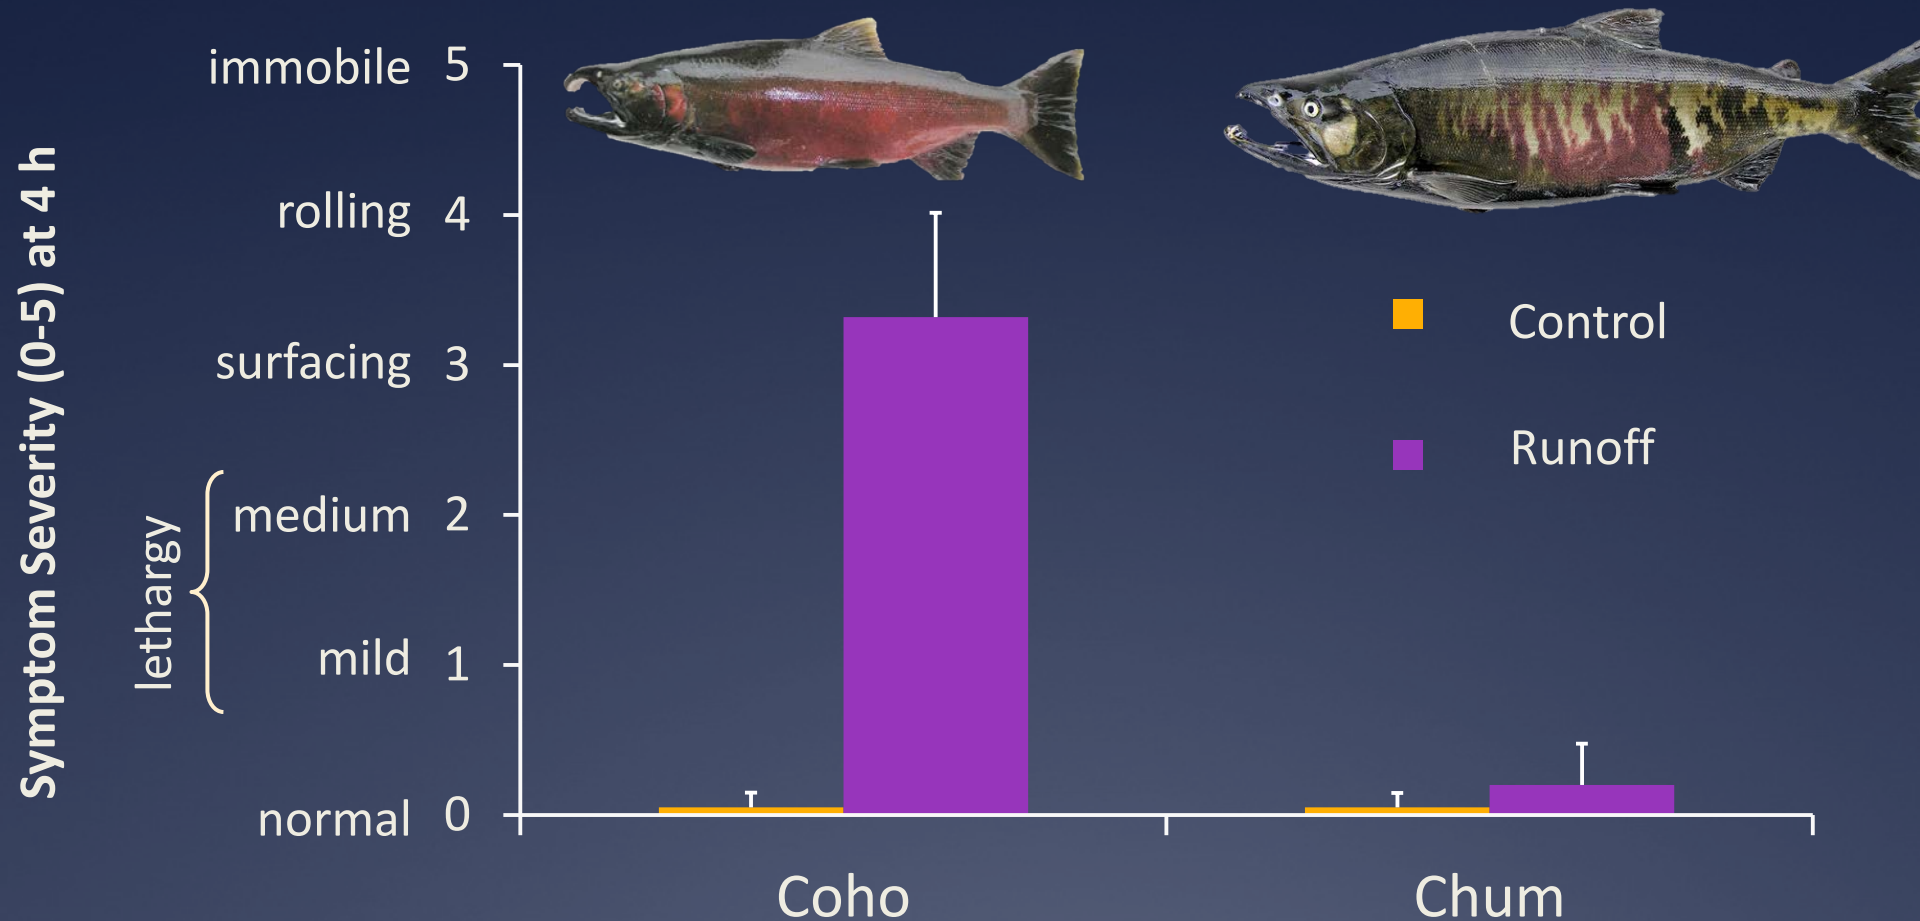 Symptom Severity (0-5) at 4 h
immobile 5
rolling 4
surfacing 3
lethargy
medium 2
mild 1
normal 0
Control
Runoff
Coho
Chum